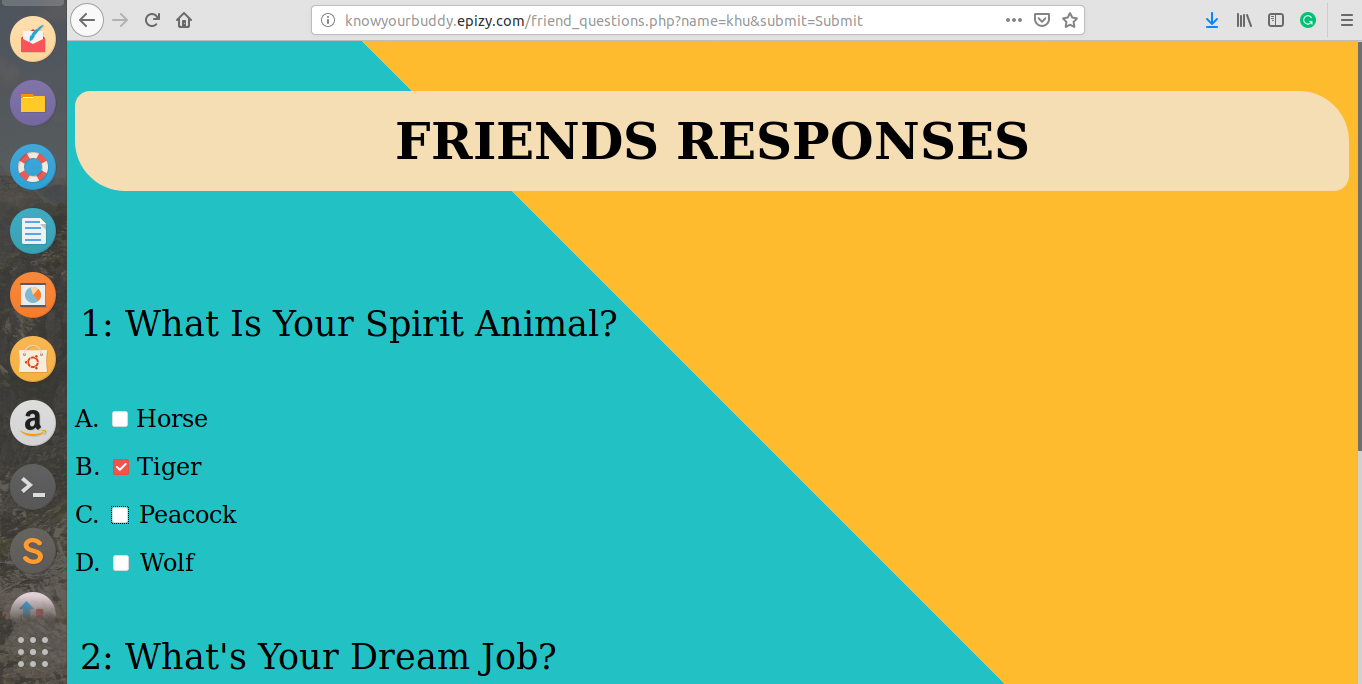 knowyourbuddy.epizy.com/friend_questions.php?name=khu&submit=Submit
FRIENDS RESPONSES
1: What Is Your Spirit Animal?
A. Horse
B. Tiger
C. Peacock
D. Wolf
2: What's Your Dream Job?